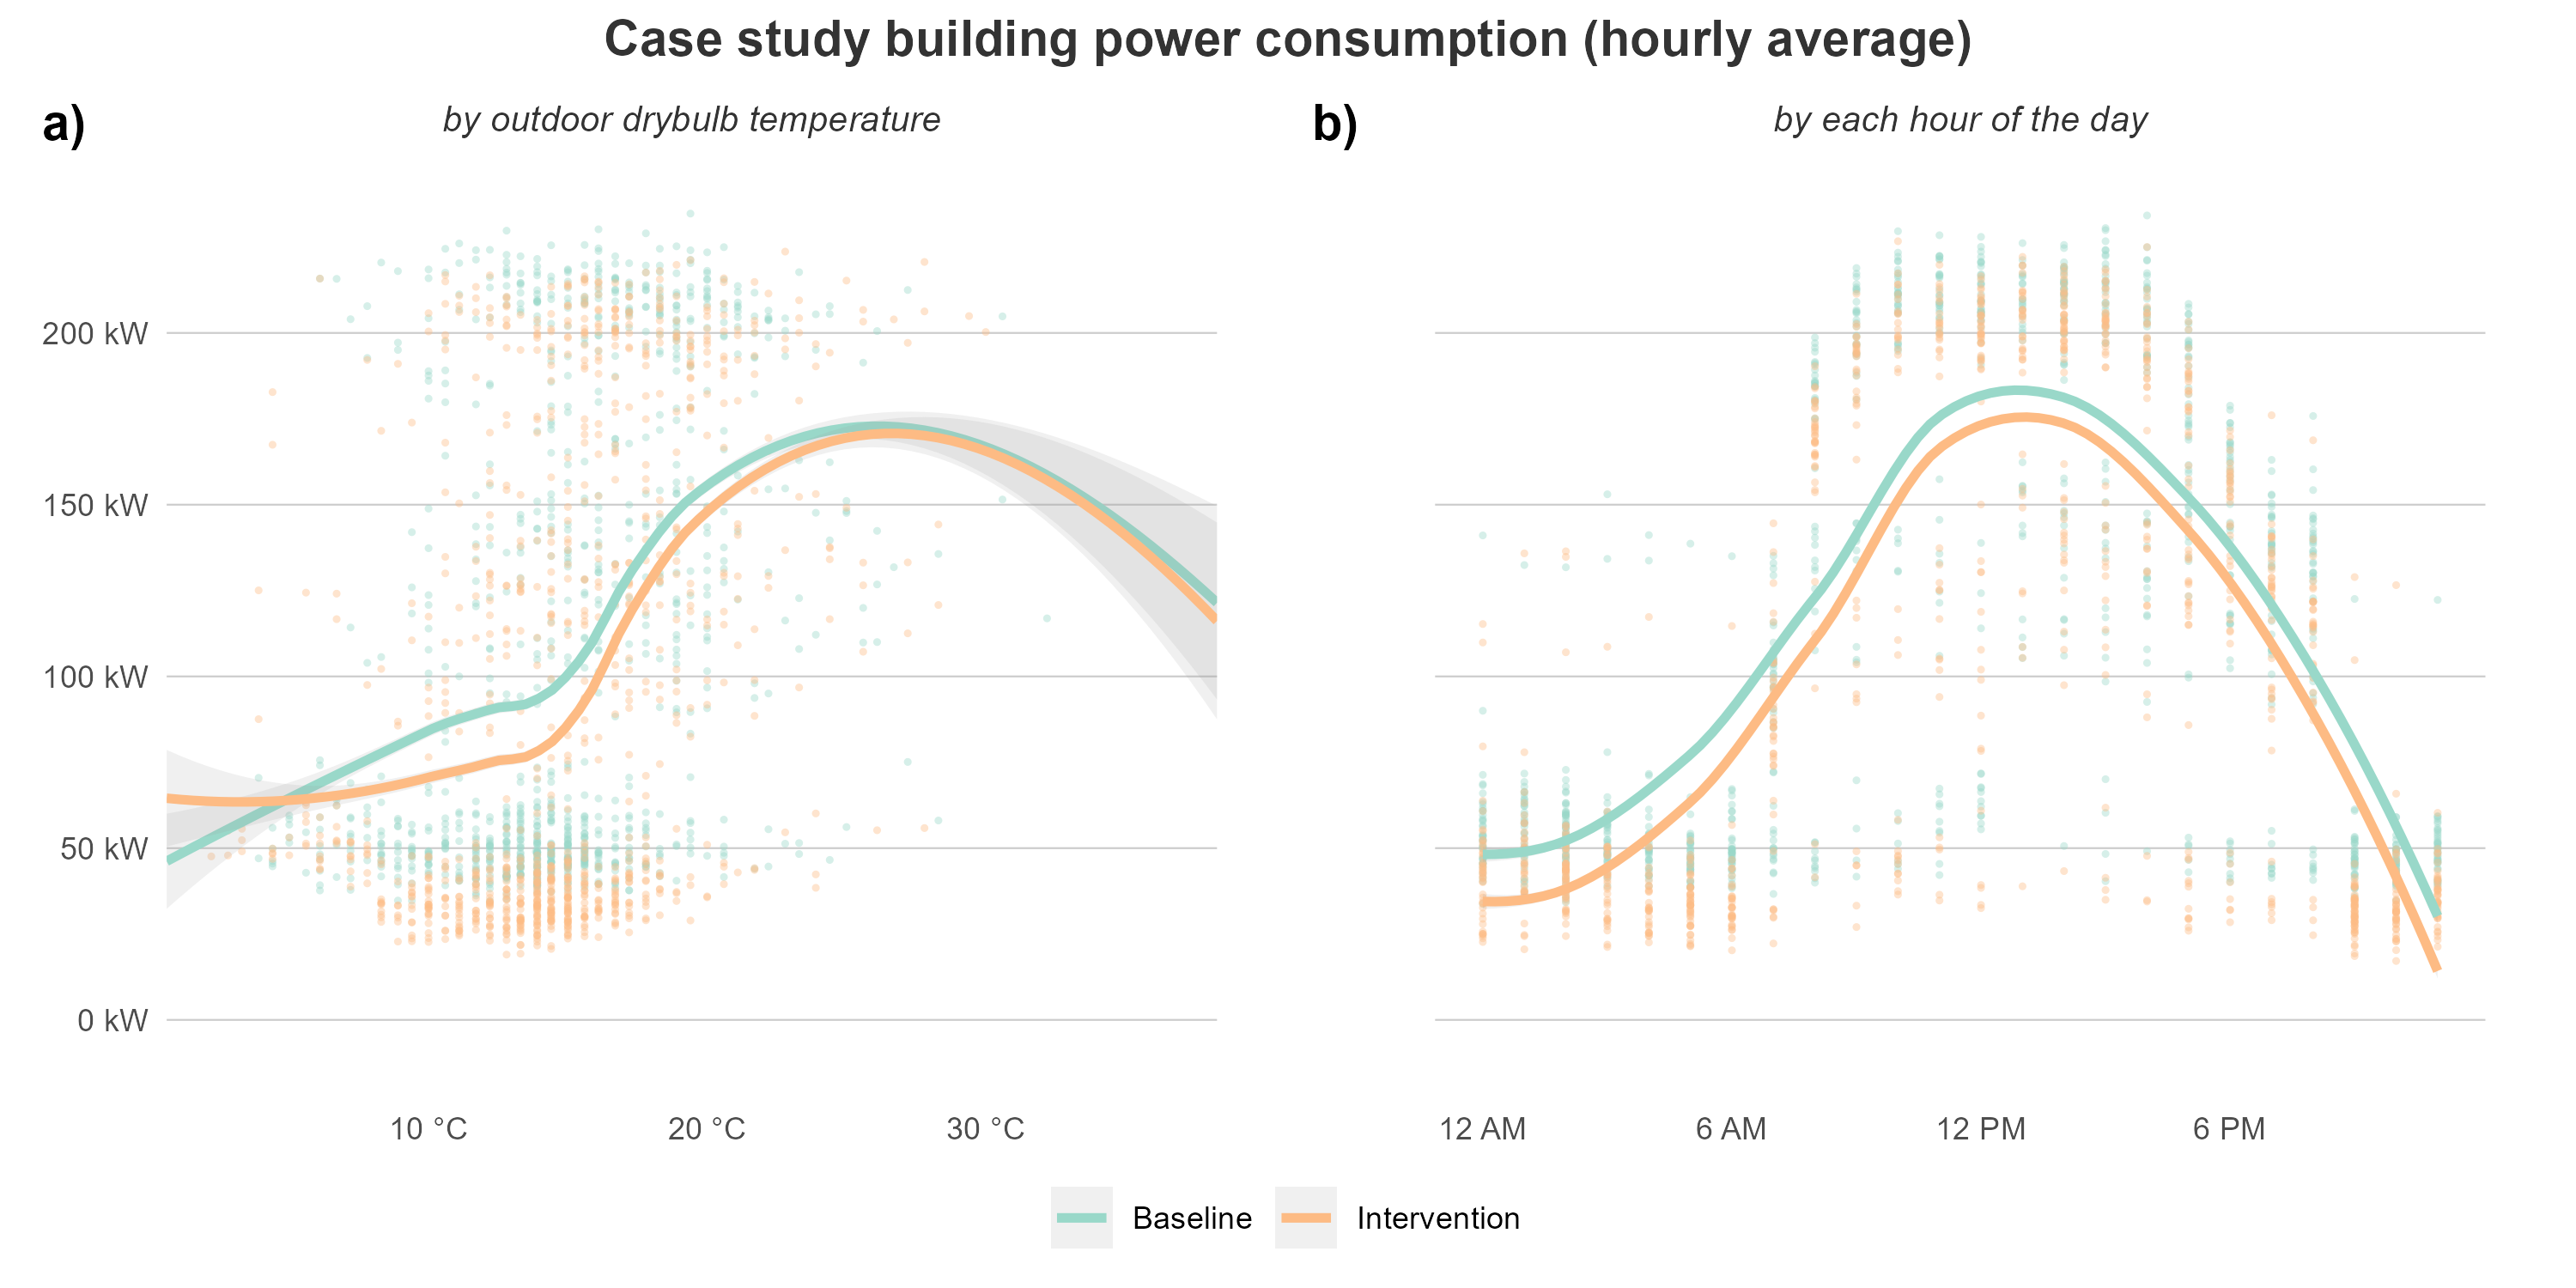 Case study building power consumption (hourly average)
a)
by outdoor drybulb temperature
b)
by each hour of the day
200 kW
150 kW
100 kW
50 kW
0 kW
10 °C
20 °C
30 °C
12 AM
6 AM
12 PM
6 PM
Baseline
Intervention